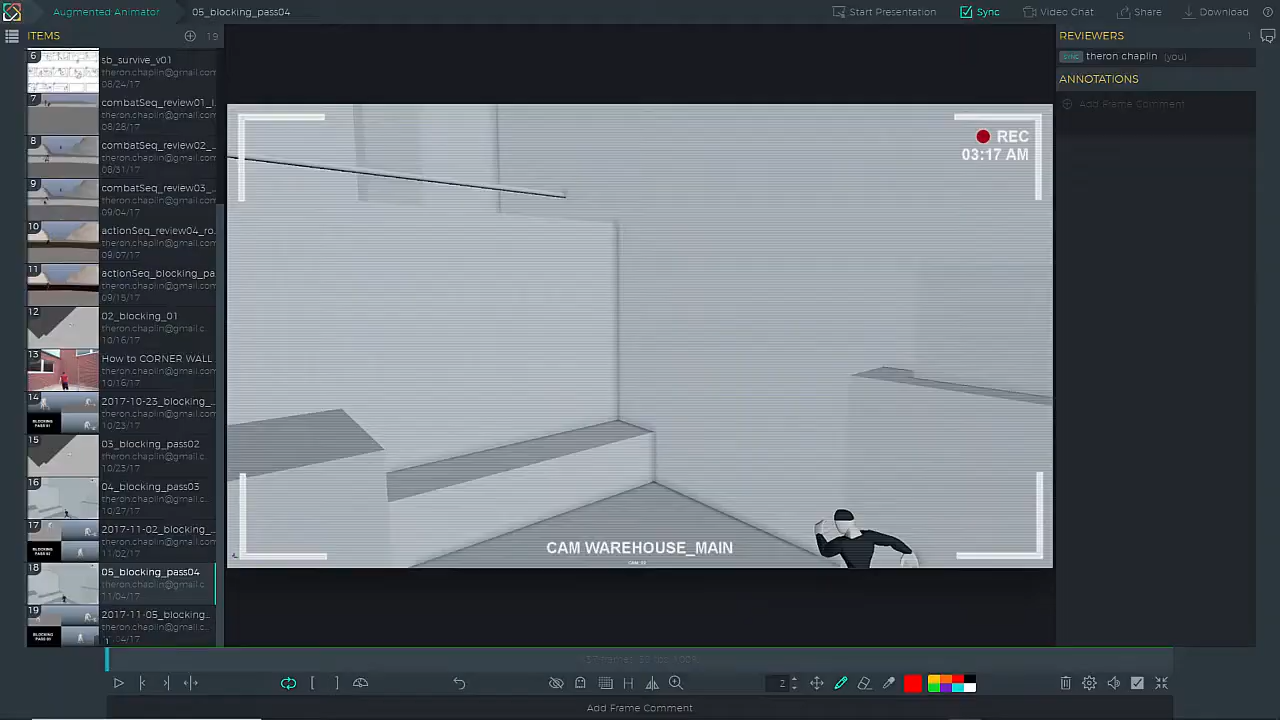 Augmented Animator
05_blocking_pass04
Start Presentation
Sync
Video Chat
Share
Download
ITEMS
19
REVIEWERS
1
6
sb_survive_v01
theron.chaplin@gmail.com
08/24/17
SYNC
theron chaplin (you)
ANNOTATIONS
Add Frame Comment
7
combatSeq_review01_l...
theron.chaplin@gmail.com
08/28/17
8
combatSeq_review02_...
theron.chaplin@gmail.com
08/31/17
9
combatSeq_review03_...
theron.chaplin@gmail.com
09/04/17
10
actionSeq_review04_ro...
theron.chaplin@gmail.com
09/07/17
11
actionSeq_blocking_pa...
theron.chaplin@gmail.com
09/15/17
12
02_blocking_01
theron.chaplin@gmail.c...
10/16/17
13
How to CORNER WALL
theron.chaplin@gmail.c...
10/16/17
14
2017-10-23_blocking_...
theron.chaplin@gmail.c...
10/23/17
15
03_blocking_pass02
theron.chaplin@gmail.c...
10/23/17
16
04_blocking_pass03
theron.chaplin@gmail.c...
10/27/17
17
2017-11-02_blocking_...
theron.chaplin@gmail.c...
11/02/17
18
05_blocking_pass04
theron.chaplin@gmail.c...
11/04/17
19
2017-11-05_blocking_...
theron.chaplin@gmail.c...
REC
03:17 AM
CAM WAREHOUSE_MAIN
2
Add Frame Comment